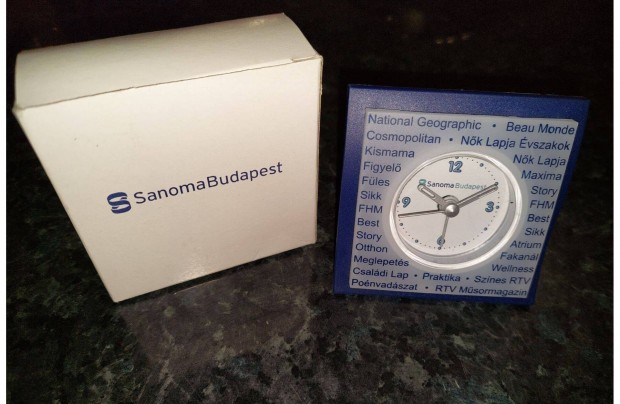 SanomaBudapest
National Geographic • Beau Monde
Cosmopolitan • Nők Lapja Évszakok
Kismama
Figyelő
Füles
Sikk
FHM
Best
Story
Otthon
Meglepetés
Családi Lap • Praktika • Színes RTV
Poénvadászat • RTV Műsormagazin
Nők Lapja
Maxima
Story
FHM
Best
Sikk
Atrium
Fakanál
Wellness
12
SanomaBudapest
9
3
6